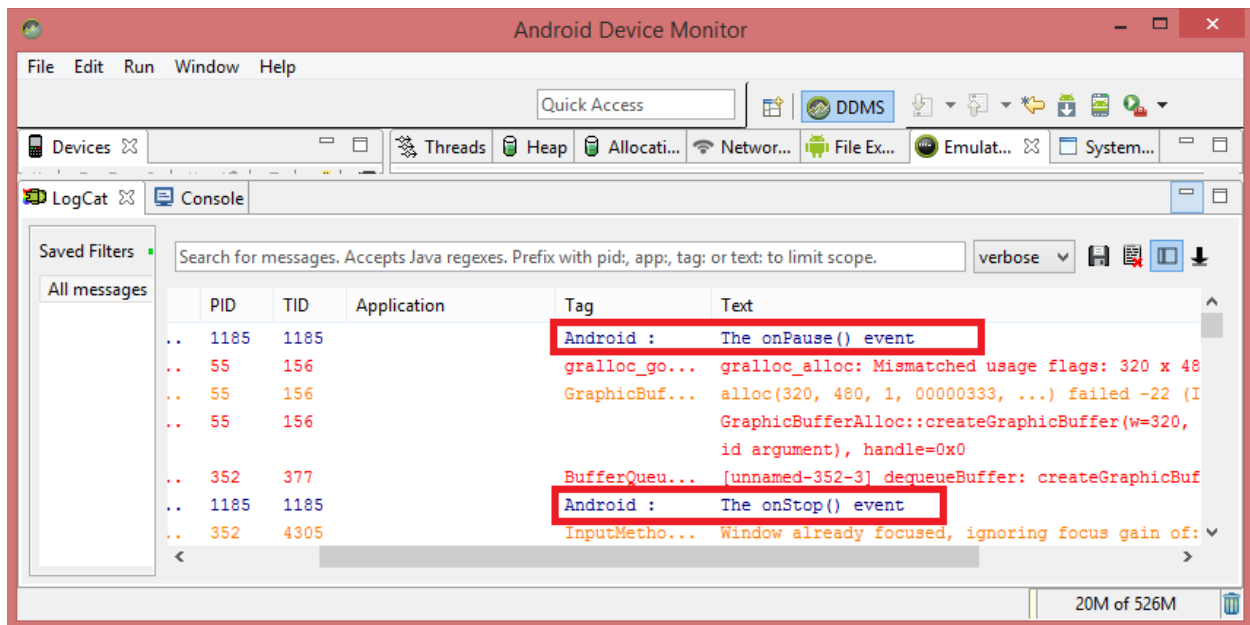 Android Device Monitor
File Edit Run Window Help
Quick Access DDMS
Devices Threads Heap Allocati... Networ... File Ex... Emulat... System...
LogCat Console
Saved Filters Search for messages. Accepts Java regexes. Prefix with pid:, app:, tag: or text: to limit scope. verbose
All messages
PID TID Application Tag Text
.. 1185 1185 Android : The onPause() event
.. 55 156 gralloc_go... gralloc_alloc: Mismatched usage flags: 320 x 48
.. 55 156 GraphicBuf... alloc(320, 480, 1, 00000333, ...) failed -22 (I
.. 55 156 GraphicBufferAlloc::createGraphicBuffer(w=320,
id argument), handle=0x0
.. 352 377 BufferQueu... [unnamed-352-3] dequeueBuffer: createGraphicBuf
.. 1185 1185 Android : The onStop() event
.. 352 4305 InputMetho... Window already focused, ignoring focus gain of:
20M of 526M